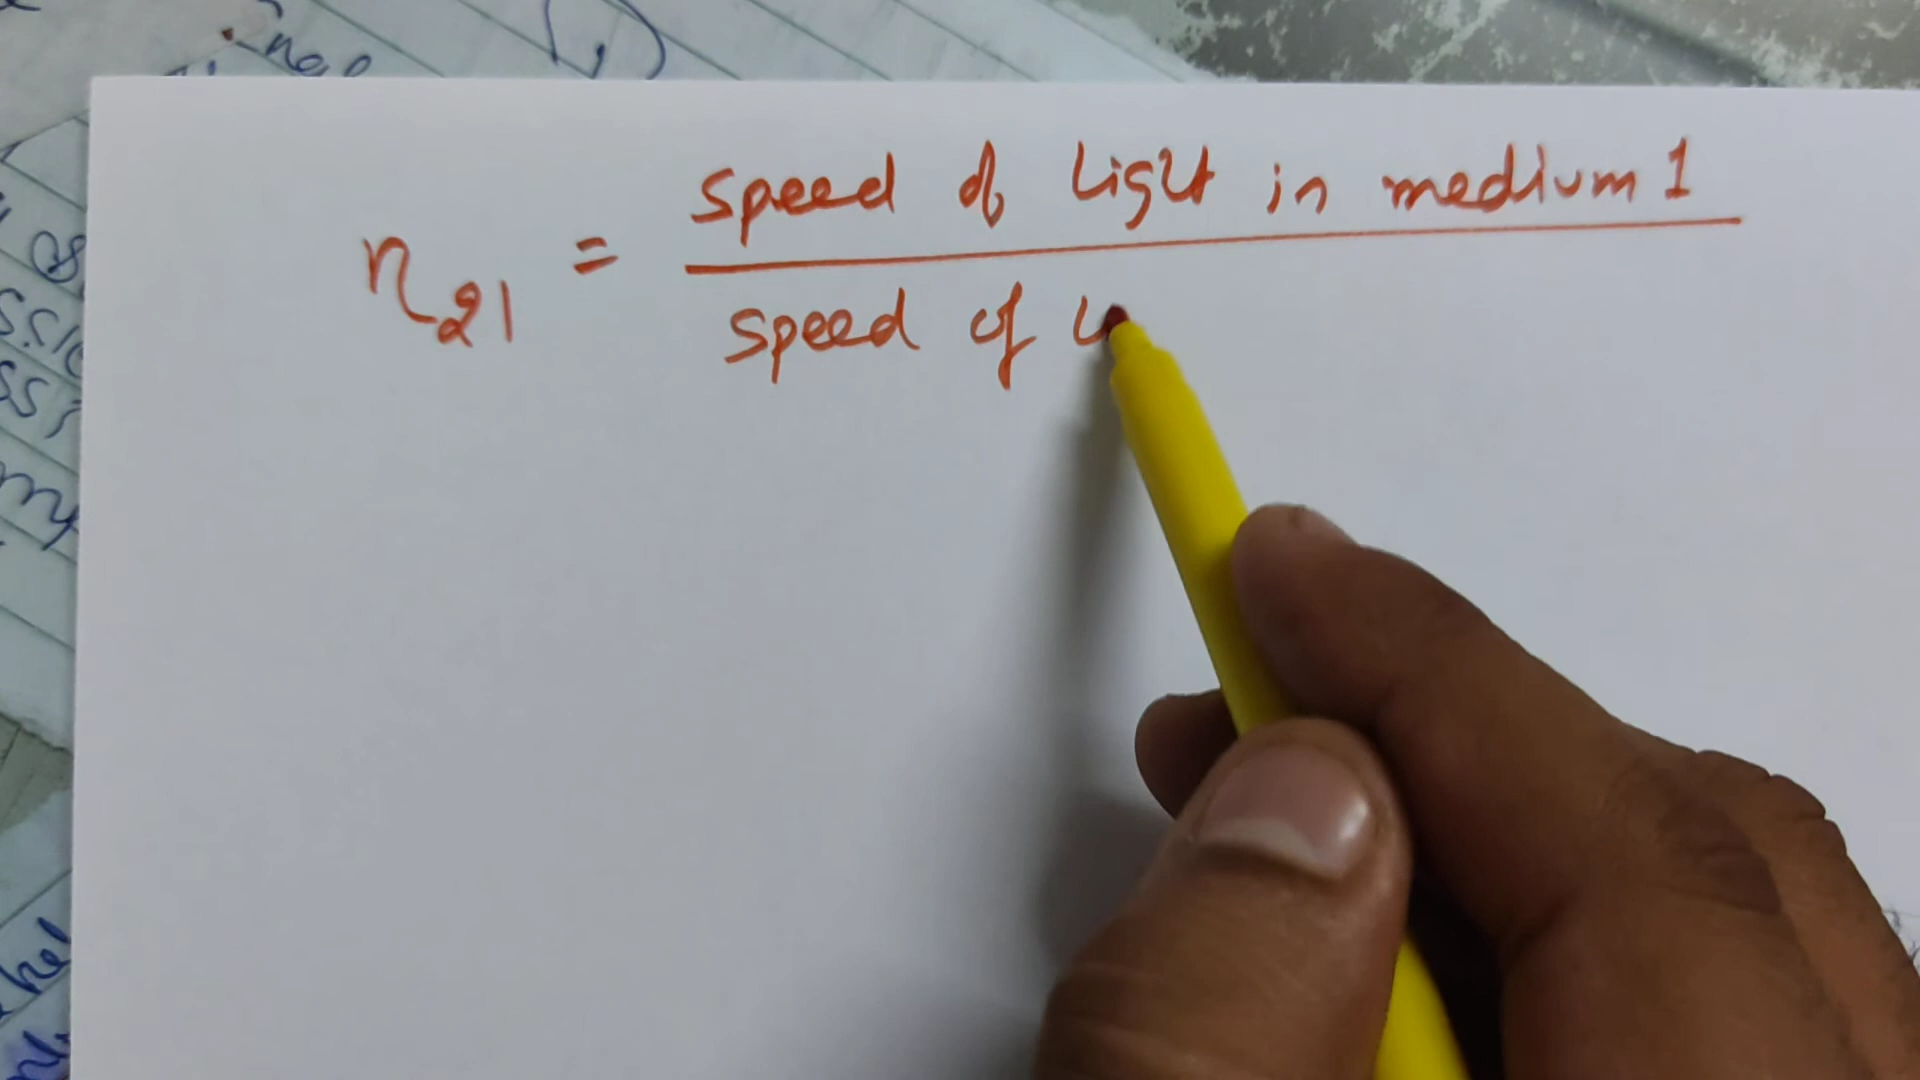 speed of Light in medium 1
n21 =
speed of